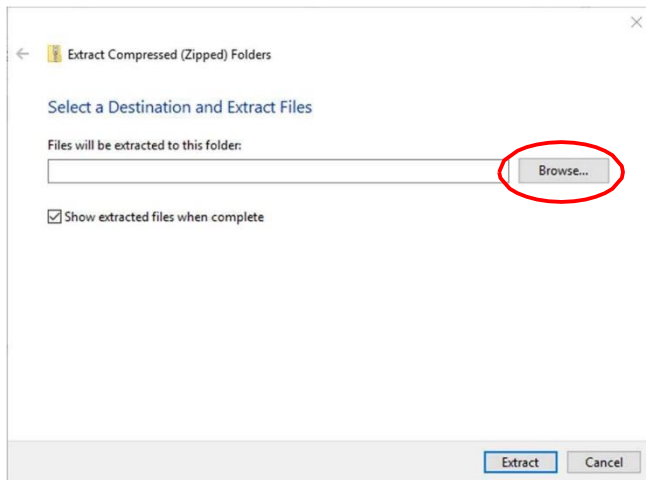 Extract Compressed (Zipped) Folders
Select a Destination and Extract Files
Files will be extracted to this folder:
Browse...
Show extracted files when complete
Extract Cancel